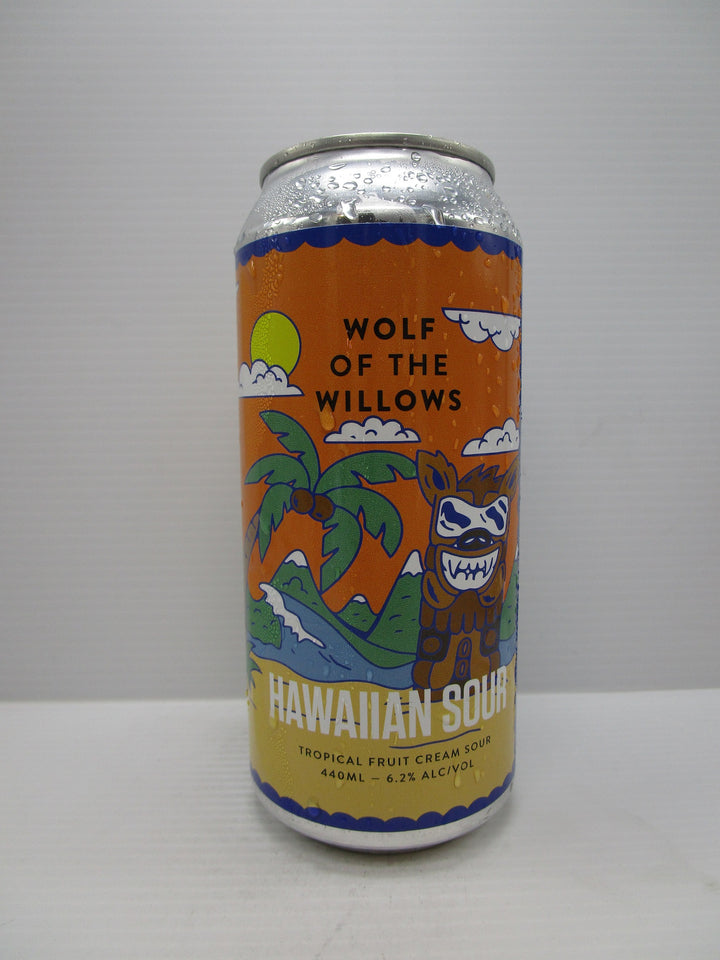 WOLF
OF THE
WILLOWS
HAWAIIAN SOUR
TROPICAL FRUIT CREAM SOUR
440ML — 6.2% ALC/VOL